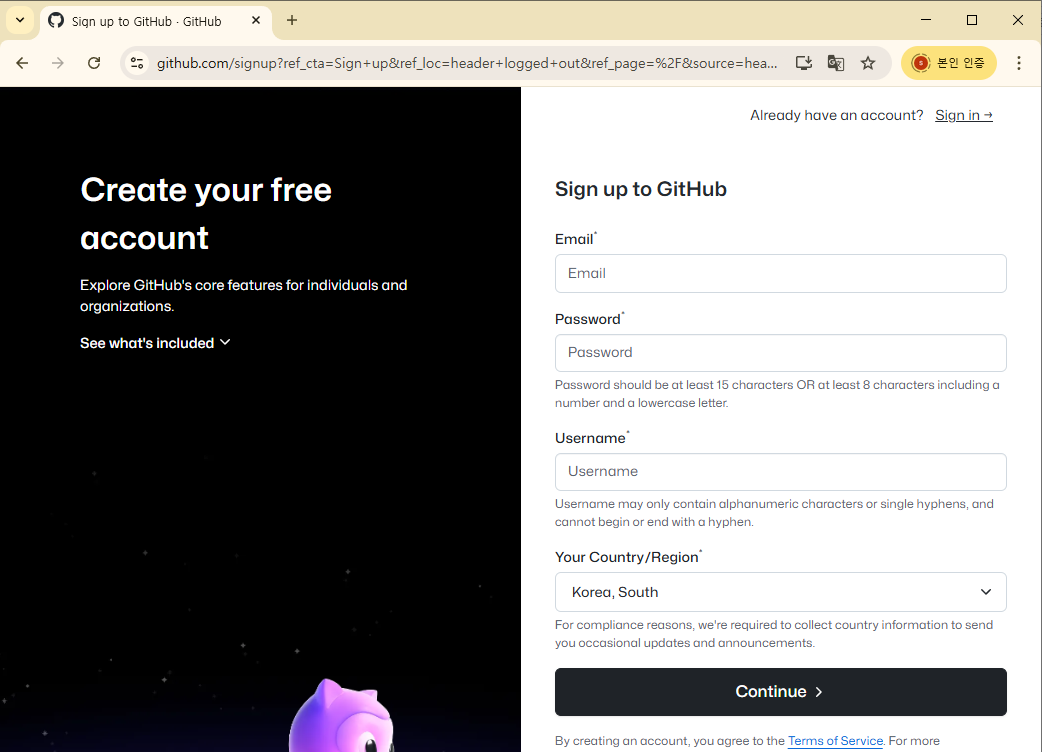 Sign up to GitHub · GitHub
github.com/signup?ref_cta=Sign+up&ref_loc=header+logged+out&ref_page=%2F&source=hea...
본인 인증
Already have an account? Sign in →
Create your free
account
Explore GitHub's core features for individuals and
organizations.
See what's included
Sign up to GitHub
Email*
Email
Password*
Password
Password should be at least 15 characters OR at least 8 characters including a
number and a lowercase letter.
Username*
Username
Username may only contain alphanumeric characters or single hyphens, and
cannot begin or end with a hyphen.
Your Country/Region*
Korea, South
For compliance reasons, we're required to collect country information to send
you occasional updates and announcements.
Continue >
By creating an account, you agree to the Terms of Service. For more